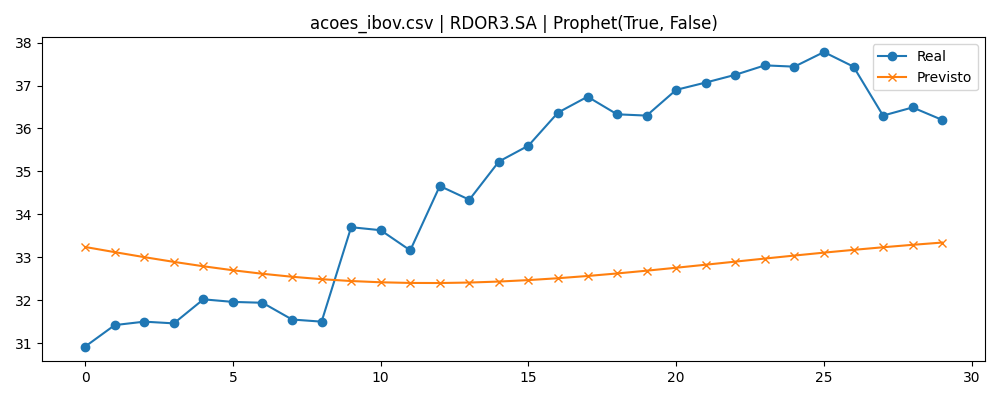 acoes_ibov.csv | RDOR3.SA | Prophet(True, False)
Real
Previsto
38
37
36
35
34
33
32
31
0 5 10 15 20 25 30